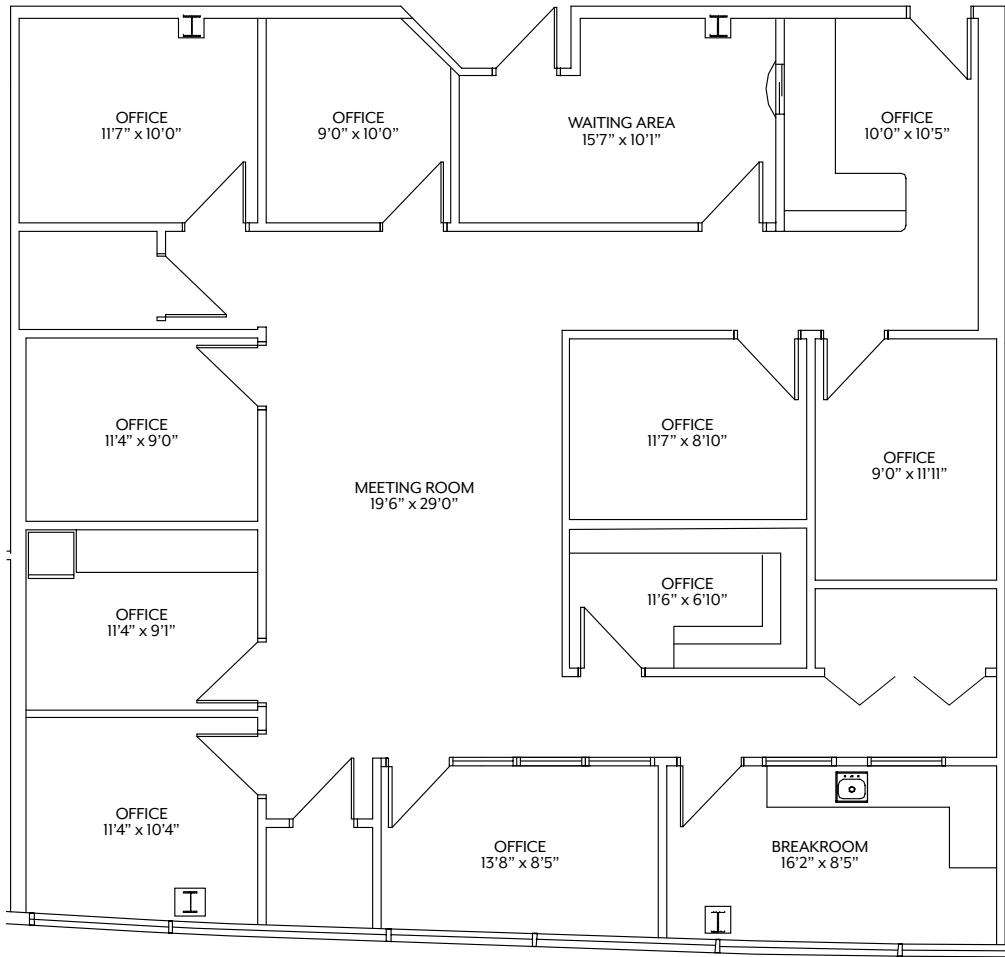 OFFICE
11’7” x 10’0”
OFFICE
9’0” x 10’0”
WAITING AREA
15’7” x 10’1”
OFFICE
10’0” x 10’5”
OFFICE
11’4” x 9’0”
OFFICE
11’7” x 8’10”
OFFICE
9’0” x 11’11”
MEETING ROOM
19’6” x 29’0”
OFFICE
11’6” x 6’10”
OFFICE
11’4” x 9’1”
OFFICE
11’4” x 10’4”
OFFICE
13’8” x 8’5”
BREAKROOM
16’2” x 8’5”